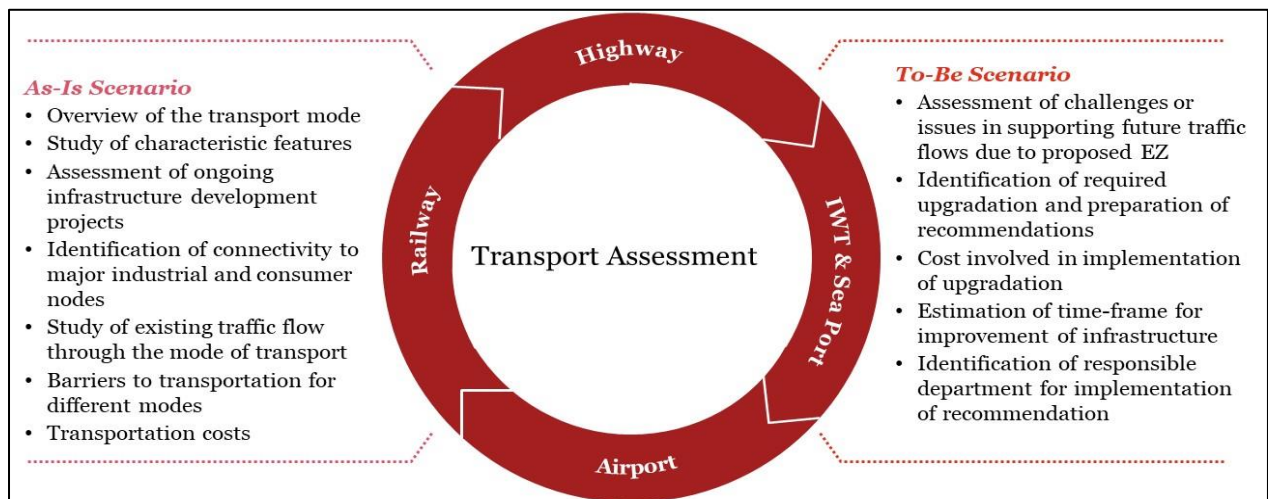 As-Is Scenario
• Overview of the transport mode
• Study of characteristic features
• Assessment of ongoing
infrastructure development
projects
• Identification of connectivity to
major industrial and consumer
nodes
• Study of existing traffic flow
through the mode of transport
• Barriers to transportation for
different modes
• Transportation costs
Highway
Railway
Transport Assessment
IWT & Sea Port
Airport
To-Be Scenario
• Assessment of challenges or
issues in supporting future traffic
flows due to proposed EZ
• Identification of required
upgradation and preparation of
recommendations
• Cost involved in implementation
of upgradation
• Estimation of time-frame for
improvement of infrastructure
• Identification of responsible
department for implementation
of recommendation